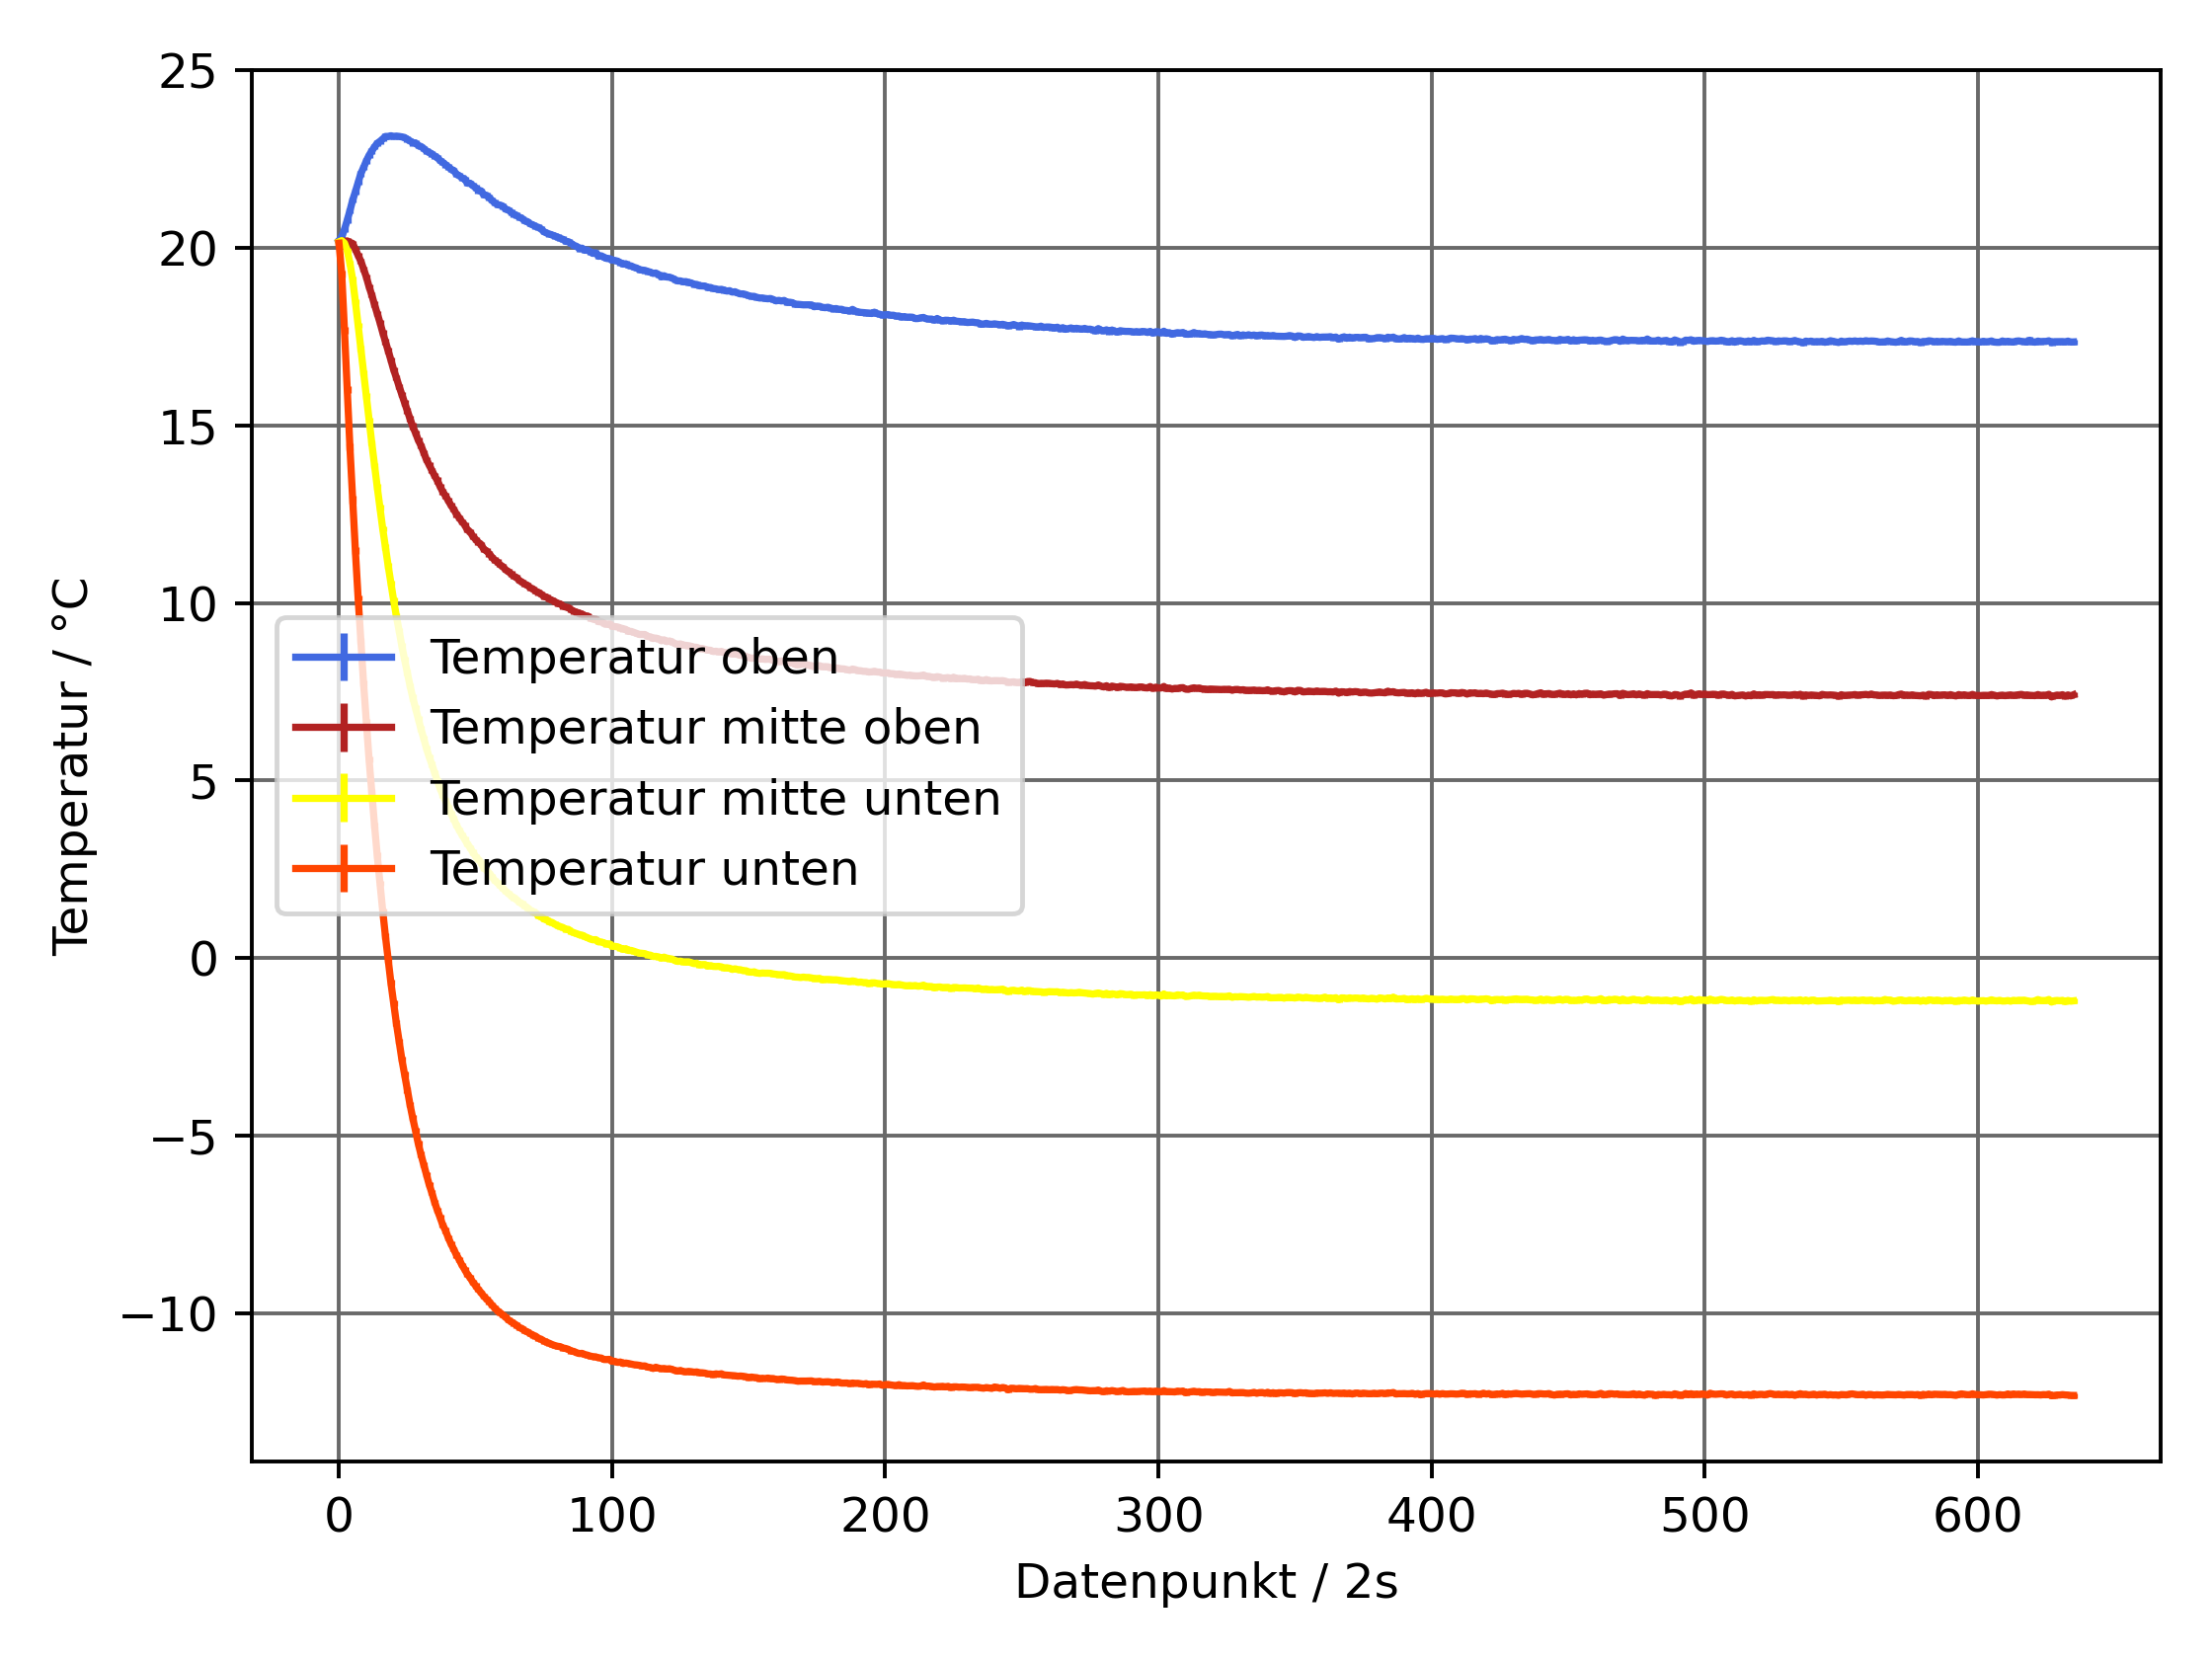 25
20
15
10
5
0
−5
−10
Temperatur / °C
Temperatur oben
Temperatur mitte oben
Temperatur mitte unten
Temperatur unten
0 100 200 300 400 500 600
Datenpunkt / 2s